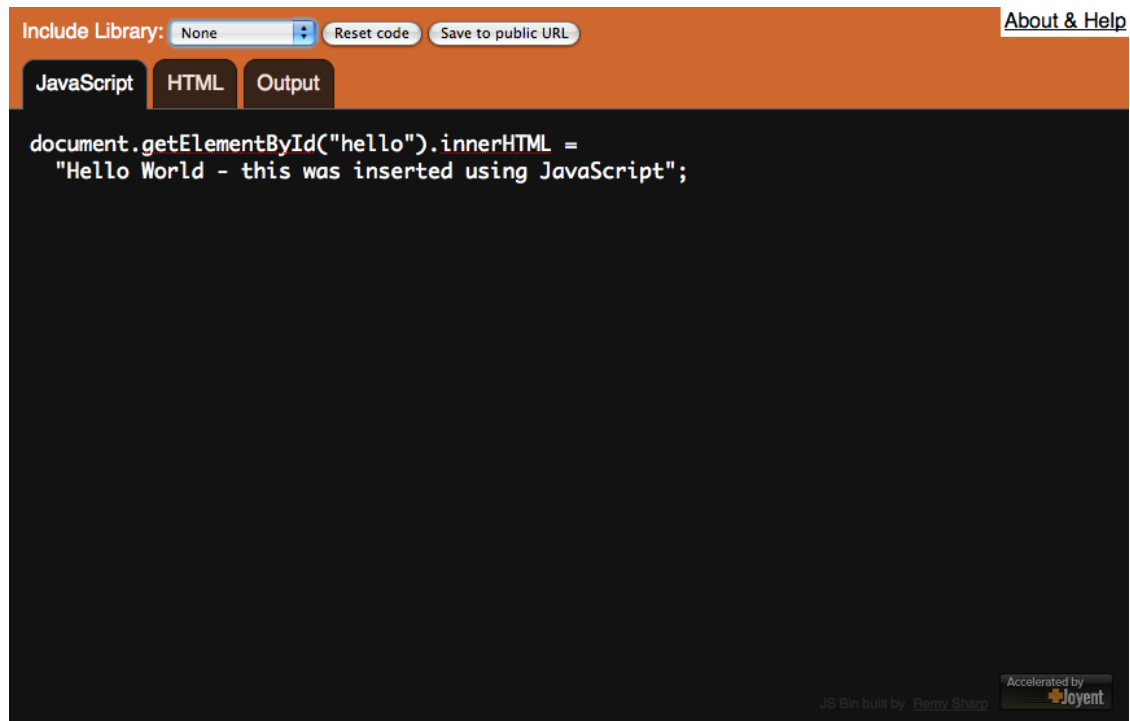 Include Library: None Reset code Save to public URL About & Help
JavaScript HTML Output
document.getElementById("hello").innerHTML =
"Hello World - this was inserted using JavaScript";
Accelerated by
Joyent
JS Bin built by Remy Sharp